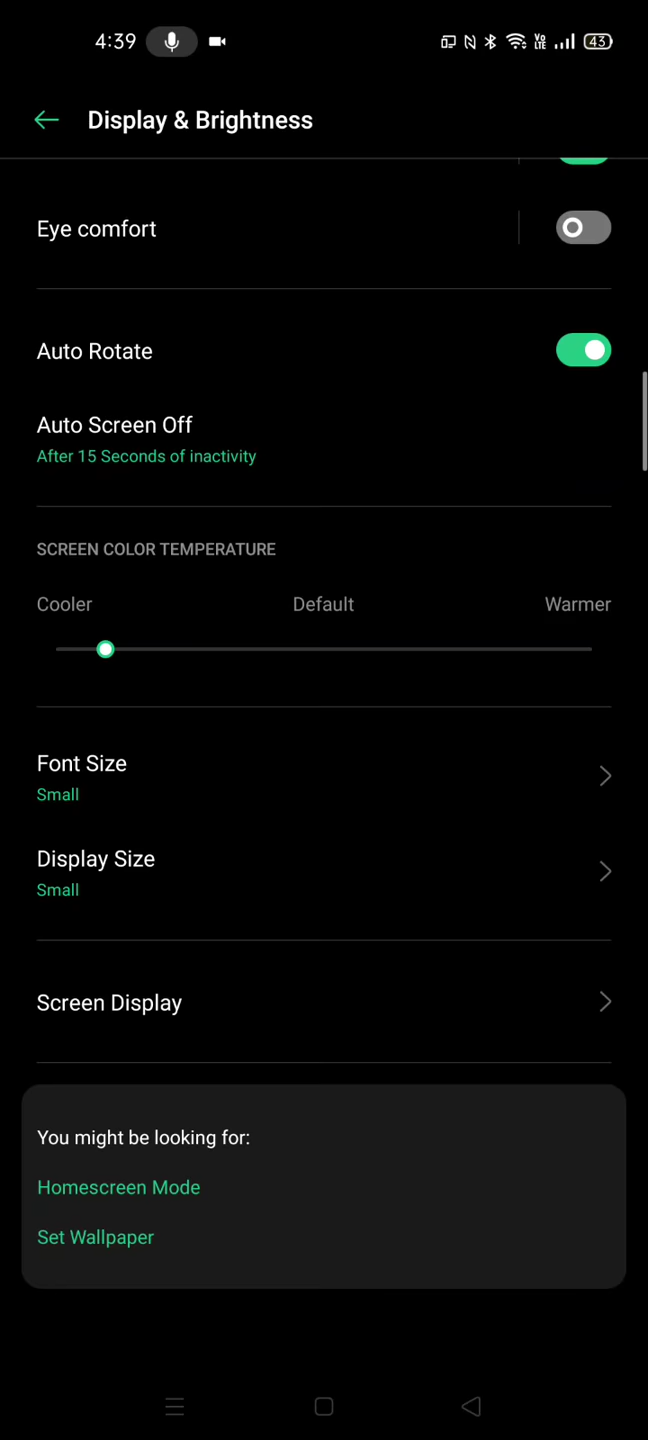 4:39
VO LTE 43
Display & Brightness
Eye comfort
Auto Rotate
Auto Screen Off
After 15 Seconds of inactivity
SCREEN COLOR TEMPERATURE
Cooler Default Warmer
Font Size
Small
Display Size
Small
Screen Display
You might be looking for:
Homescreen Mode
Set Wallpaper